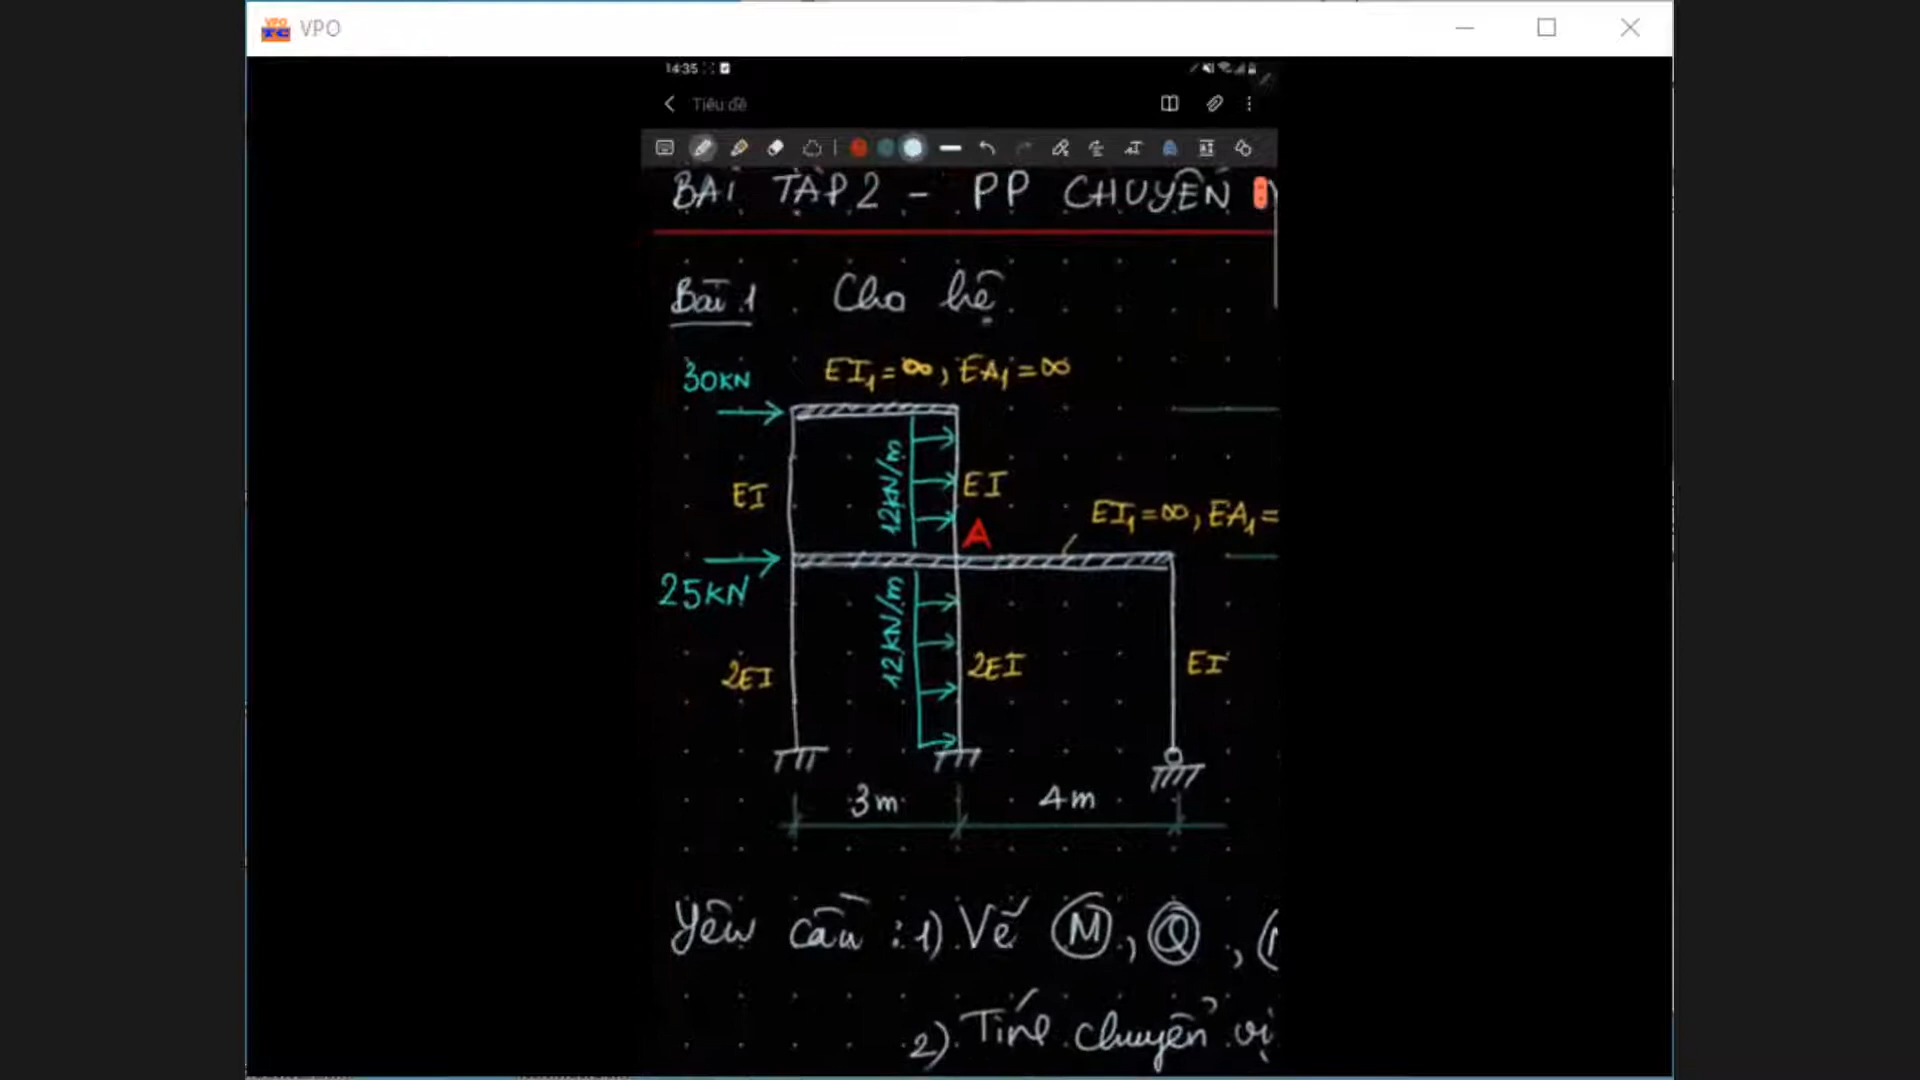 VPO
14:35
Tiêu đề
BÀI TẬP 2 - PP CHUYỂN
Bài 1. Cho hệ.
30KN
EI₁=∞, EA₁=∞
12KN/m
EI
EI
A
EI₁=∞, EA₁=
25KN
12KN/m
2EI
2EI
EI
3m
4m
Yêu cầu: 1) Vẽ M, Q,
2) Tính chuyển vị